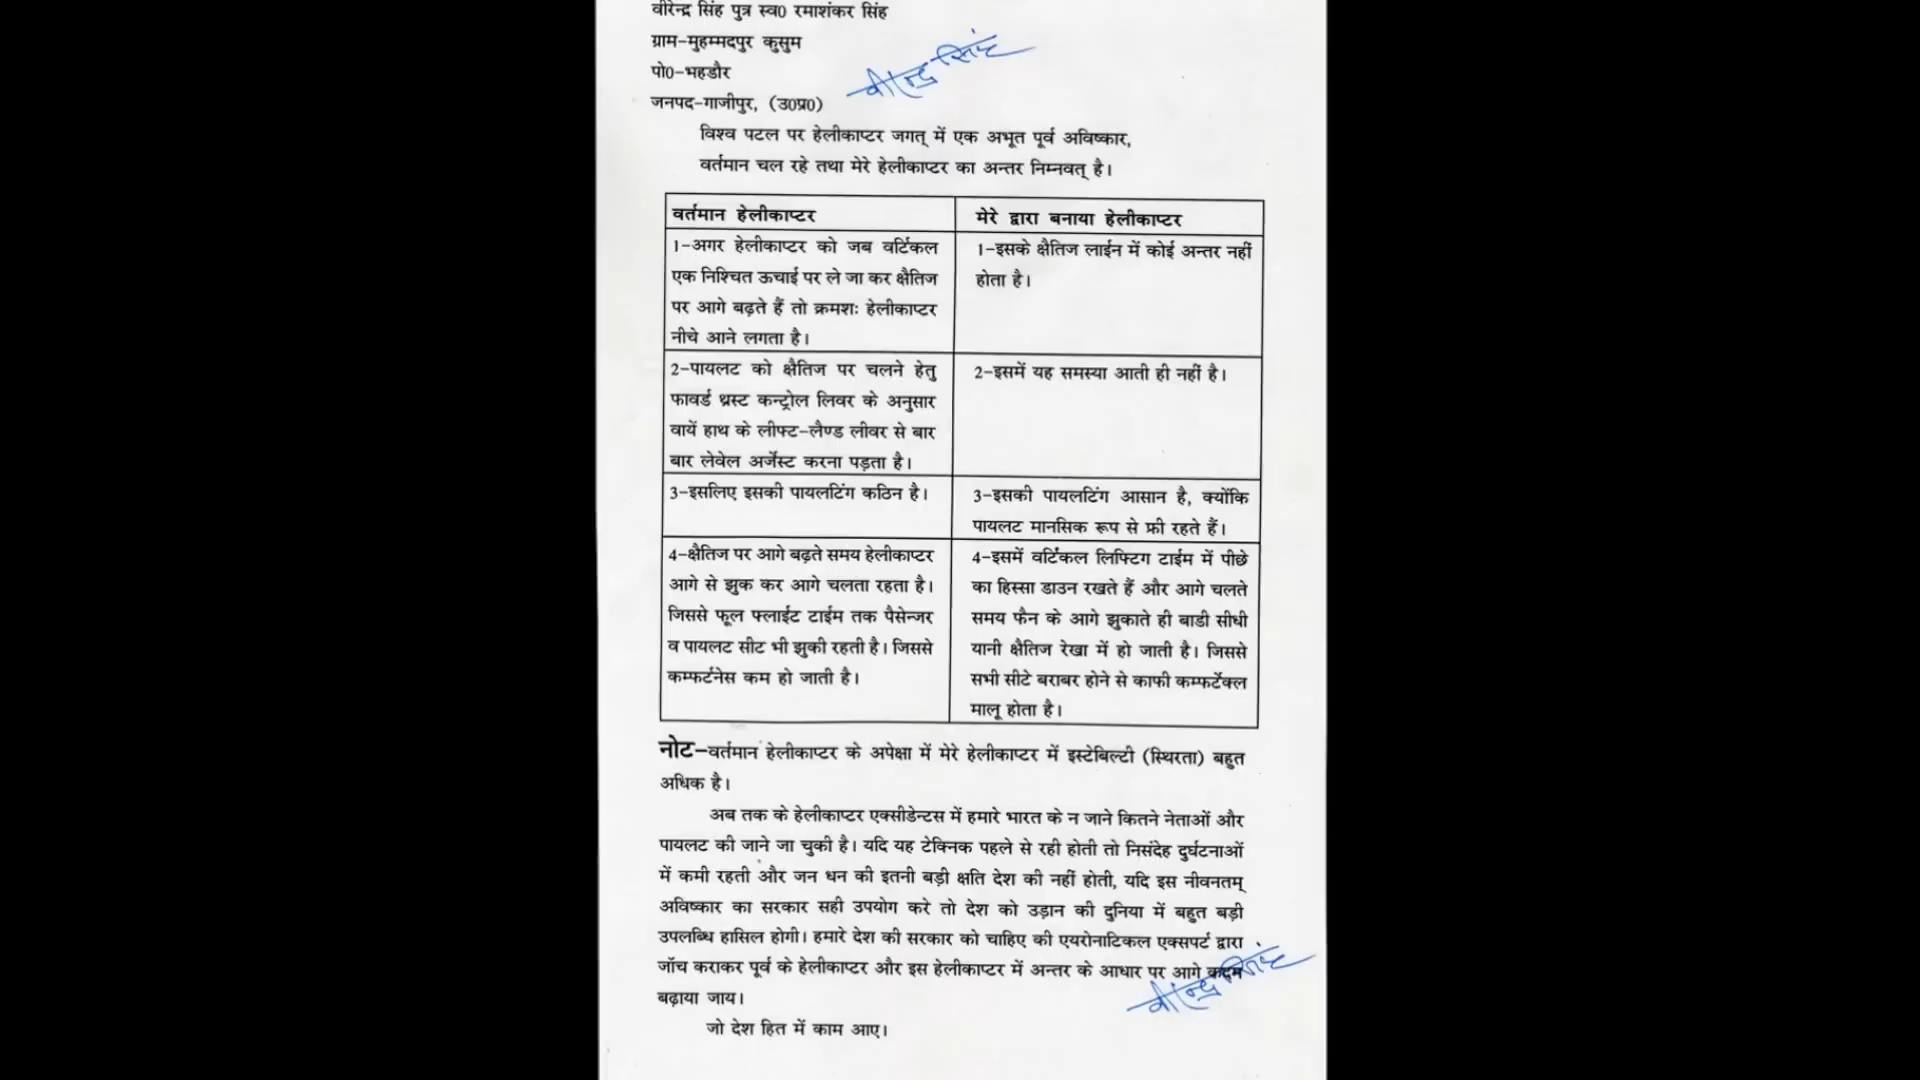 वीरेन्द्र सिंह पुत्र स्व0 रमाशंकर सिंह
ग्राम-मुहम्मदपुर कुसुम
पो0-भहडौर
जनपद-गाजीपुर, (उ0प्र0)
वीरेन्द्र सिंह
विश्व पटल पर हेलीकाप्टर जगत् में एक अभूत पूर्व अविष्कार,
वर्तमान चल रहे तथा मेरे हेलीकाप्टर का अन्तर निम्नवत् है।
वर्तमान हेलीकाप्टर
मेरे द्वारा बनाया हेलीकाप्टर
1-अगर हेलीकाप्टर को जब वर्टिकल
एक निश्चित ऊचाई पर ले जा कर क्षैतिज
पर आगे बढ़ते हैं तो क्रमशः हेलीकाप्टर
नीचे आने लगता है।
1-इसके क्षैतिज लाईन में कोई अन्तर नहीं
होता है।
2-पायलट को क्षैतिज पर चलने हेतु
फावर्ड थ्रस्ट कन्ट्रोल लिवर के अनुसार
वायें हाथ के लीफ्ट-लैण्ड लीवर से बार
बार लेवेल अर्जेस्ट करना पड़ता है।
2-इसमें यह समस्या आती ही नहीं है।
3-इसलिए इसकी पायलटिंग कठिन है।
3-इसकी पायलटिंग आसान है, क्योंकि
पायलट मानसिक रूप से फ्री रहते हैं।
4-क्षैतिज पर आगे बढ़ते समय हेलीकाप्टर
आगे से झुक कर आगे चलता रहता है।
जिससे फूल फ्लाईट टाईम तक पैसेन्जर
व पायलट सीट भी झुकी रहती है। जिससे
कम्फर्टनेस कम हो जाती है।
4-इसमें वर्टिकल लिफ्टिग टाईम में पीछे
का हिस्सा डाउन रखते हैं और आगे चलते
समय फैन के आगे झुकाते ही बाडी सीधी
यानी क्षैतिज रेखा में हो जाती है। जिससे
सभी सीटे बराबर होने से काफी कम्फर्टेक्ल
मालू होता है।
नोट-वर्तमान हेलीकाप्टर के अपेक्षा में मेरे हेलीकाप्टर में इस्टेबिल्टी (स्थिरता) बहुत
अधिक है।
अब तक के हेलीकाप्टर एक्सीडेन्टस में हमारे भारत के न जाने कितने नेताओं और
पायलट की जाने जा चुकी है। यदि यह टेक्निक पहले से रही होती तो निसंदेह दुर्घटनाओं
में कमी रहती और जन धन की इतनी बड़ी क्षति देश की नहीं होती, यदि इस नीवनतम्
अविष्कार का सरकार सही उपयोग करे तो देश को उड़ान की दुनिया में बहुत बड़ी
उपलब्धि हासिल होगी। हमारे देश की सरकार को चाहिए की एयरोनाटिकल एक्सपर्ट द्वारा
जॉच कराकर पूर्व के हेलीकाप्टर और इस हेलीकाप्टर में अन्तर के आधार पर आगे कदम
बढ़ाया जाय।
वीरेन्द्र सिंह
जो देश हित में काम आए।